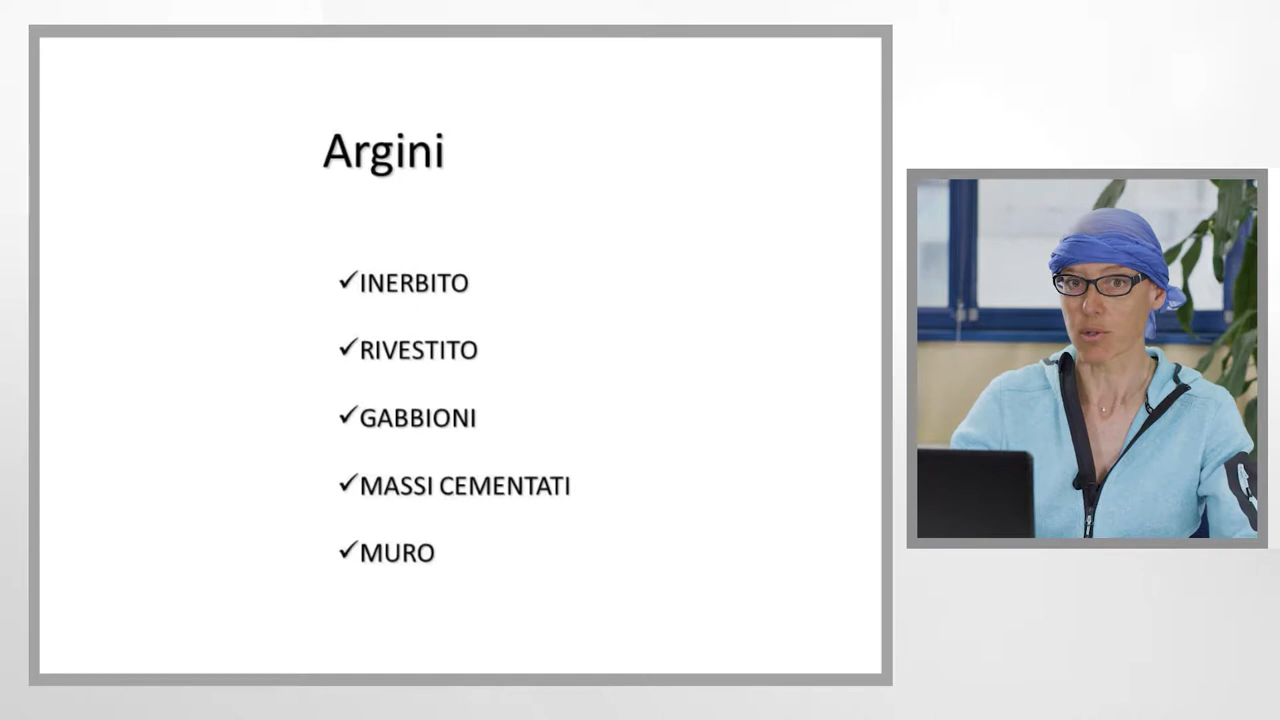 Argini
✓INERBITO
✓RIVESTITO
✓GABBIONI
✓MASSI CEMENTATI
✓MURO